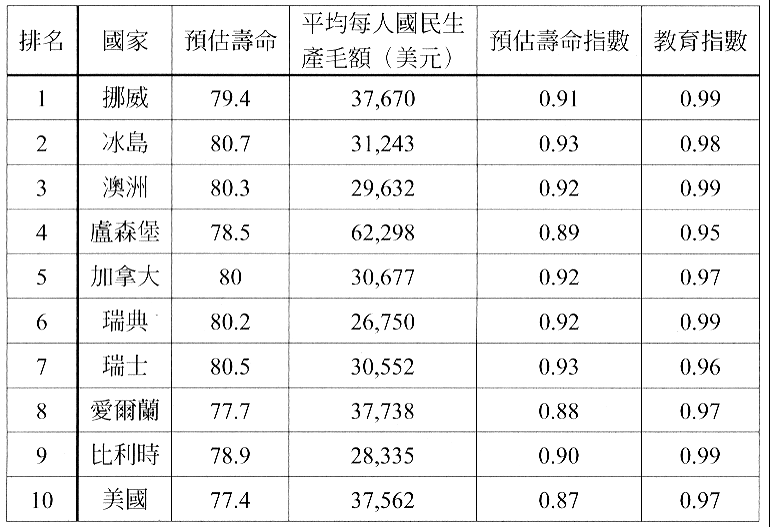 排名 國家 預估壽命 平均每人國民生產毛額（美元） 預估壽命指數 教育指數
1 挪威 79.4 37,670 0.91 0.99
2 冰島 80.7 31,243 0.93 0.98
3 澳洲 80.3 29,632 0.92 0.99
4 盧森堡 78.5 62,298 0.89 0.95
5 加拿大 80 30,677 0.92 0.97
6 瑞典 80.2 26,750 0.92 0.99
7 瑞士 80.5 30,552 0.93 0.96
8 愛爾蘭 77.7 37,738 0.88 0.97
9 比利時 78.9 28,335 0.90 0.99
10 美國 77.4 37,562 0.87 0.97